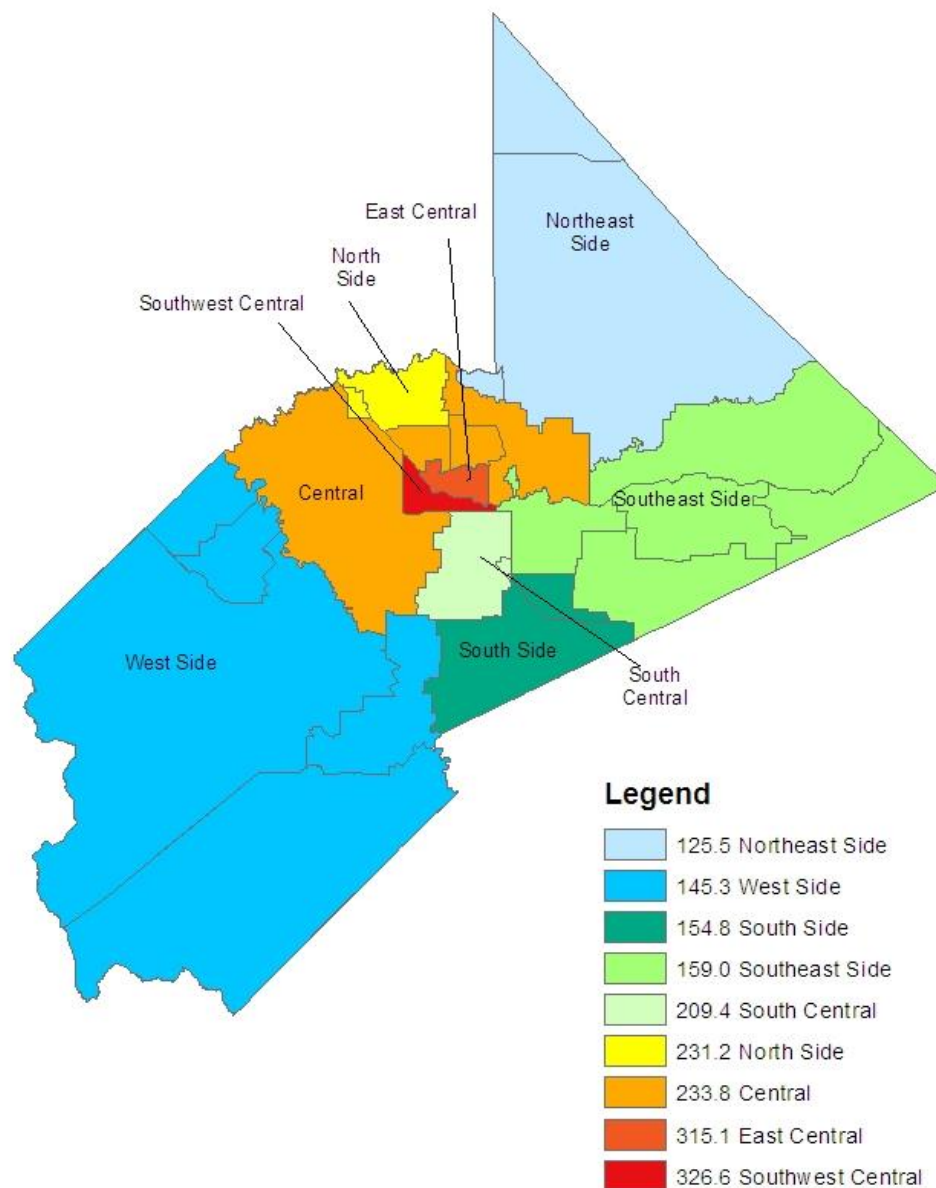 East Central
Northeast
Side
North
Side
Southwest Central
Central
Southeast Side
West Side
South Side
South
Central
Legend
125.5 Northeast Side
145.3 West Side
154.8 South Side
159.0 Southeast Side
209.4 South Central
231.2 North Side
233.8 Central
315.1 East Central
326.6 Southwest Central